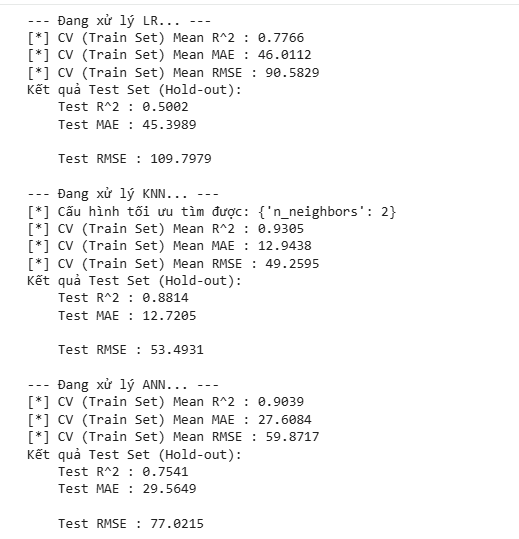 --- Đang xử lý LR... ---
[*] CV (Train Set) Mean R^2 : 0.7766
[*] CV (Train Set) Mean MAE : 46.0112
[*] CV (Train Set) Mean RMSE : 90.5829
Kết quả Test Set (Hold-out):
Test R^2 : 0.5002
Test MAE : 45.3989
Test RMSE : 109.7979
--- Đang xử lý KNN... ---
[*] Cấu hình tối ưu tìm được: {'n_neighbors': 2}
[*] CV (Train Set) Mean R^2 : 0.9305
[*] CV (Train Set) Mean MAE : 12.9438
[*] CV (Train Set) Mean RMSE : 49.2595
Kết quả Test Set (Hold-out):
Test R^2 : 0.8814
Test MAE : 12.7205
Test RMSE : 53.4931
--- Đang xử lý ANN... ---
[*] CV (Train Set) Mean R^2 : 0.9039
[*] CV (Train Set) Mean MAE : 27.6084
[*] CV (Train Set) Mean RMSE : 59.8717
Kết quả Test Set (Hold-out):
Test R^2 : 0.7541
Test MAE : 29.5649
Test RMSE : 77.0215